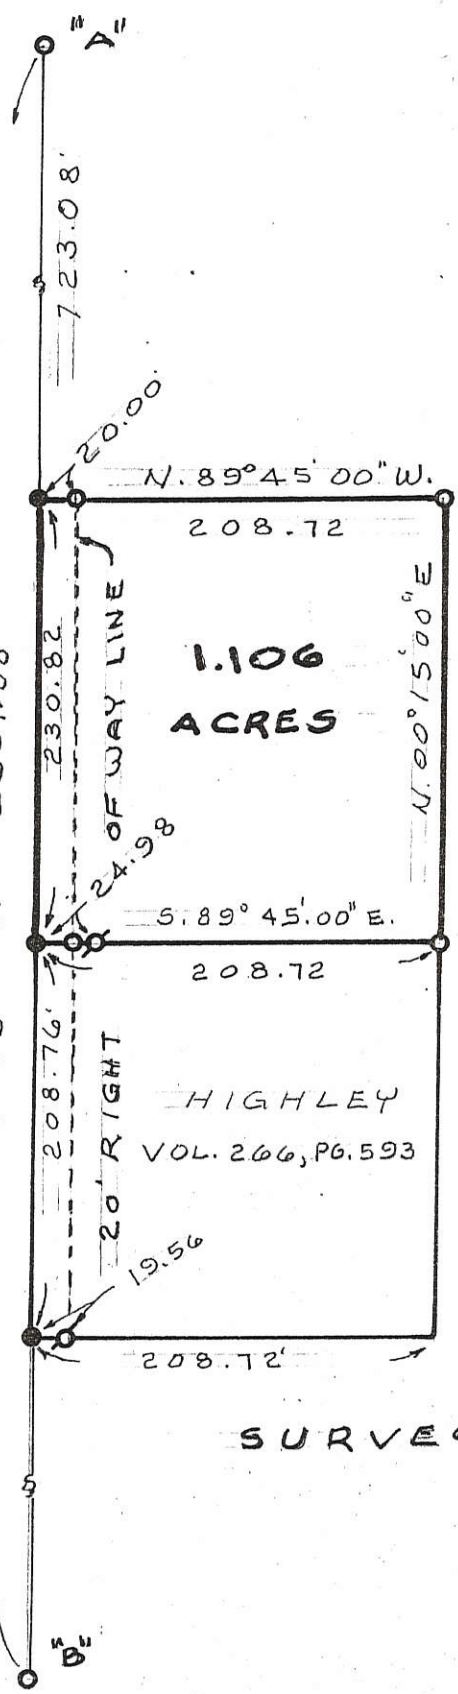 "A"
723.08'
20.00
N. 89° 45' 00" W.
208.72
230.82
1.106
ACRES
N. 00° 15' 00" E
OF WAY LINE
24.98
S. 89° 45' 00" E.
208.72
208.76'
20' RIGHT
HIGHLEY
VOL. 266, PG. 593
19.56
208.72'
SURVE
"B"